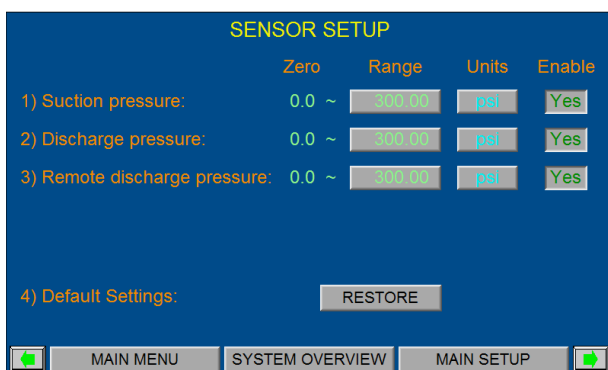 SENSOR SETUP
Zero Range Units Enable
1) Suction pressure: 0.0 ~ 300.00 psi Yes
2) Discharge pressure: 0.0 ~ 300.00 psi Yes
3) Remote discharge pressure: 0.0 ~ 300.00 psi Yes
4) Default Settings: RESTORE
MAIN MENU SYSTEM OVERVIEW MAIN SETUP